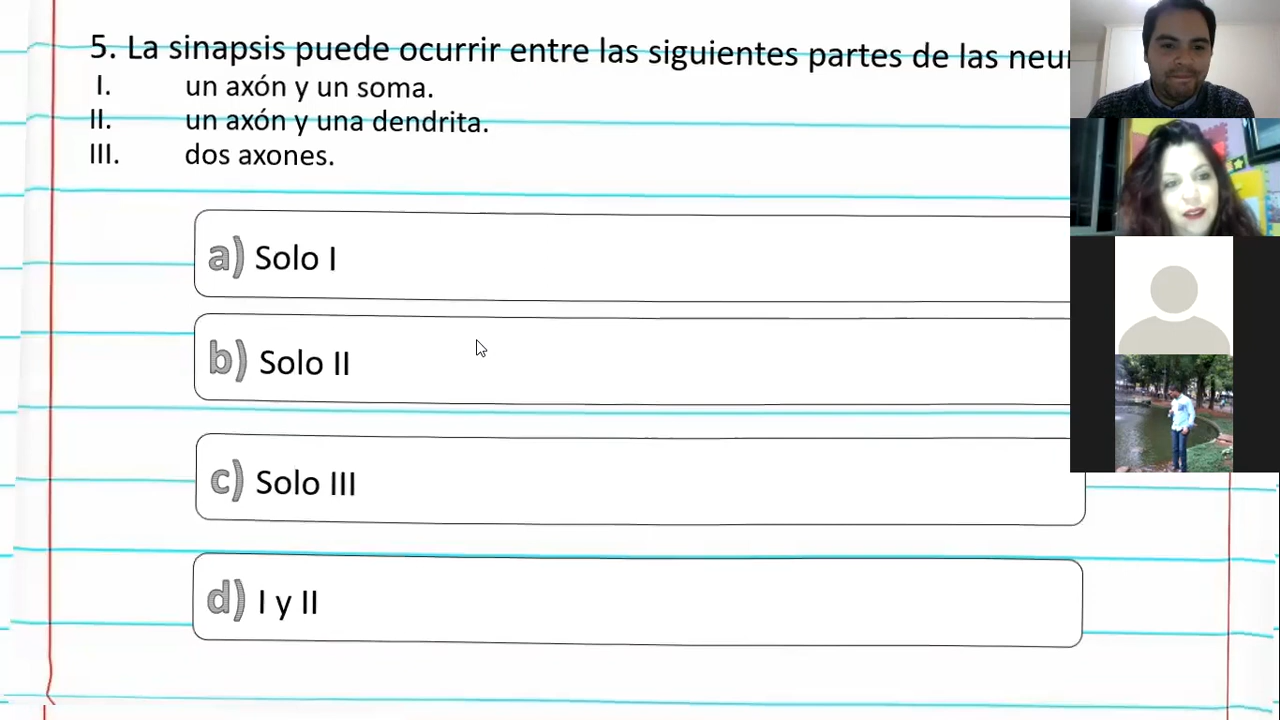 5. La sinapsis puede ocurrir entre las siguientes partes de las
I. un axón y un soma.
II. un axón y una dendrita.
III. dos axones.
a) Solo I
b) Solo II
c) Solo III
d) I y II